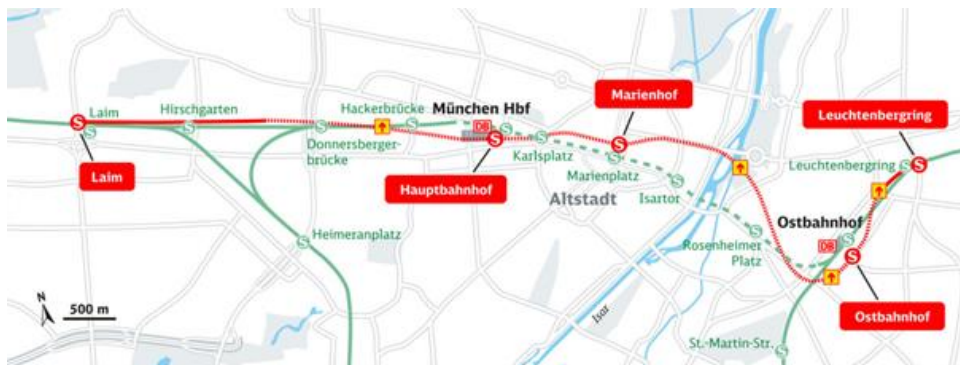 Marienhof
Leuchtenbergring
Laim
Hirschgarten
Hackerbrücke
München Hbf
DB
S
Donnersberger-
brücke
Karlsplatz
Leuchtenbergring
Laim
Hauptbahnhof
Marienplatz
Altstadt
Isartor
Ostbahnhof
DB
Heimeranplatz
Rosenheimer
Platz
N
500 m
Isar
Ostbahnhof
St.-Martin-Str.